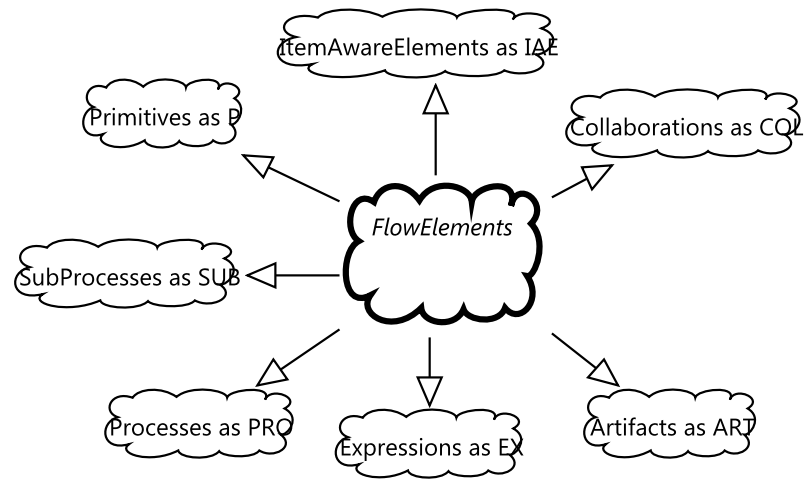 ItemAwareElements as IAE
Primitives as P
Collaborations as COL
FlowElements
SubProcesses as SUB
Processes as PRO
Expressions as EX
Artifacts as ART